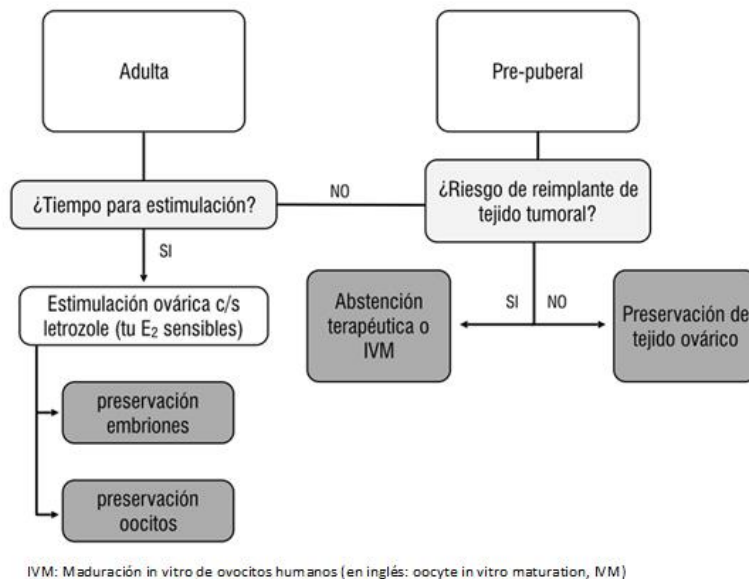 Adulta
Pre-puberal
¿Tiempo para estimulación?
NO
¿Riesgo de reimplante de
tejido tumoral?
SI
Estimulación ovárica c/s
letrozole (tu E₂ sensibles)
Abstención
terapéutica o
IVM
SI
NO
Preservación de
tejido ovárico
preservación
embriones
preservación
oocitos
IVM: Maduración in vitro de ovocitos humanos (en inglés: oocyte in vitro maturation, IVM)